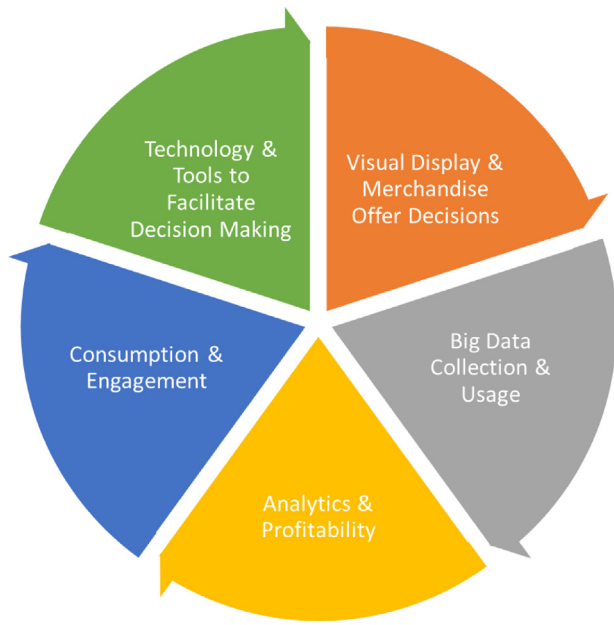 Technology &
Tools to
Facilitate
Decision Making
Visual Display &
Merchandise
Offer Decisions
Big Data
Collection &
Usage
Analytics &
Profitability
Consumption &
Engagement